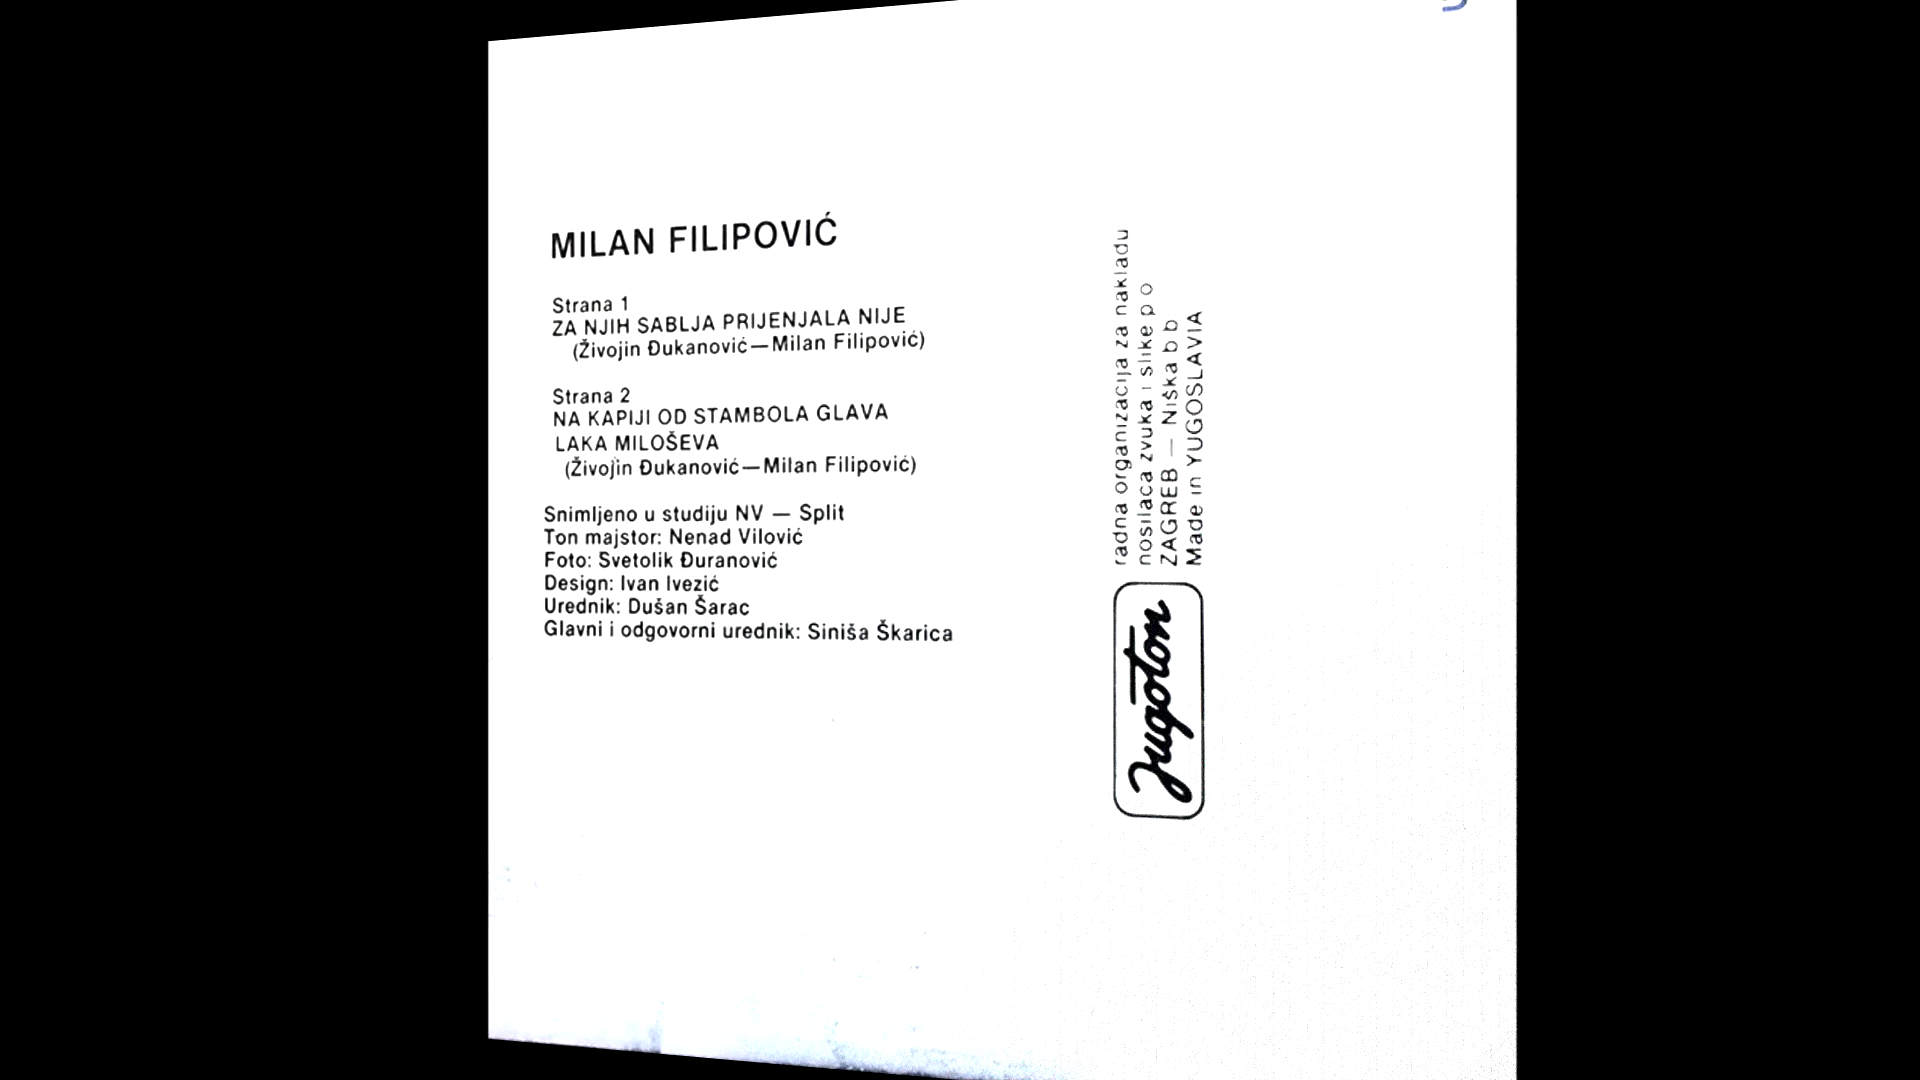 MILAN FILIPOVIĆ
Strana 1
ZA NJIH SABLJA PRIJENJALA NIJE
(Živojin Đukanović—Milan Filipović)
Strana 2
NA KAPIJI OD STAMBOLA GLAVA
LAKA MILOŠEVA
(Živojin Đukanović—Milan Filipović)
Snimljeno u studiju NV — Split
Ton majstor: Nenad Vilović
Foto: Svetolik Đuranović
Design: Ivan Ivezić
Urednik: Dušan Šarac
Glavni i odgovorni urednik: Siniša Škarica
Jugoton
radna organizacija za nakladu
nosilaca zvuka i slike p o
ZAGREB — Niška b b
Made in YUGOSLAVIA